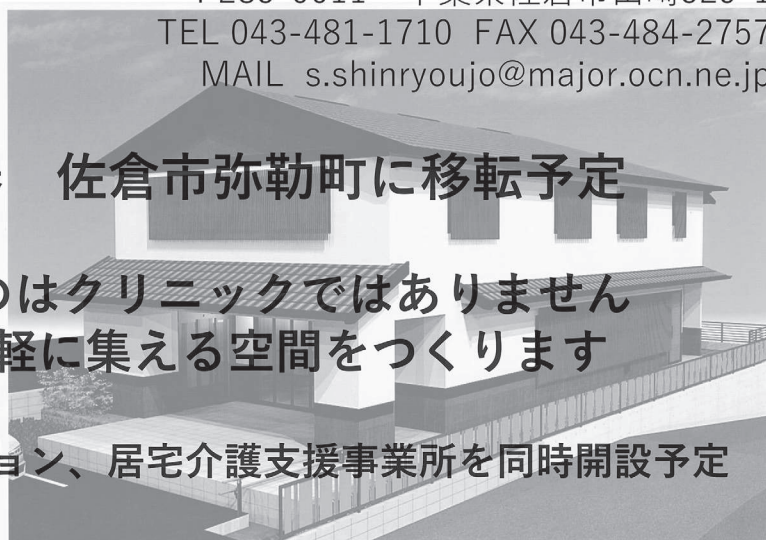 TEL 043-481-1710 FAX 043-484-2757
MAIL s.shinryoujo@major.ocn.ne.jp
佐倉市弥勒町に移転予定
のはクリニックではありません
軽に集える空間をつくります
ョン、居宅介護支援事業所を同時開設予定